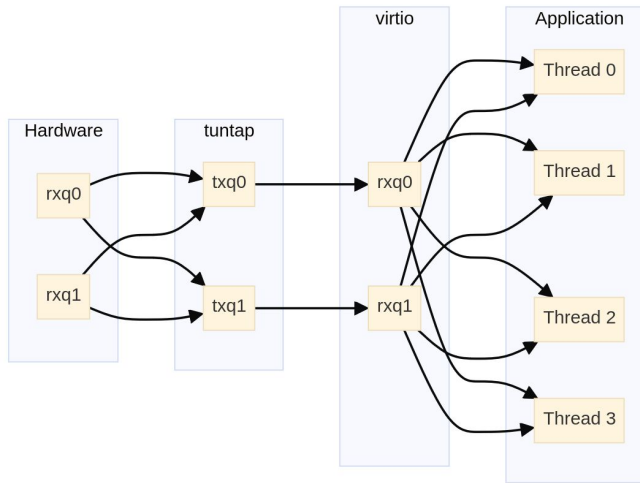 Hardware
rxq0
rxq1
tuntap
txq0
txq1
virtio
rxq0
rxq1
Application
Thread 0
Thread 1
Thread 2
Thread 3